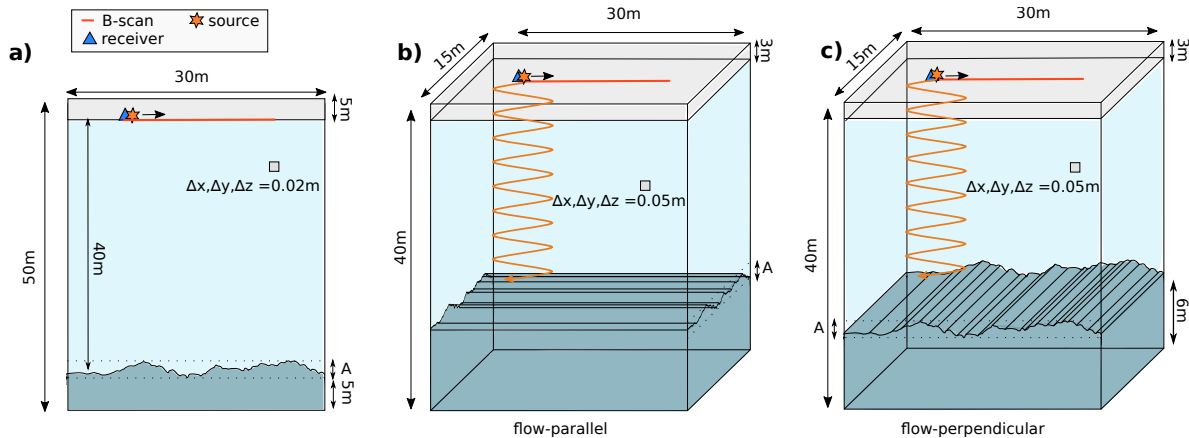 B-scan
source
receiver
a)
30m
5m
50m
40m
Δx,Δy,Δz =0.02m
A
5m
b)
30m
15m
3m
40m
Δx,Δy,Δz =0.05m
A
flow-parallel
c)
30m
15m
3m
40m
Δx,Δy,Δz =0.05m
A
6m
flow-perpendicular